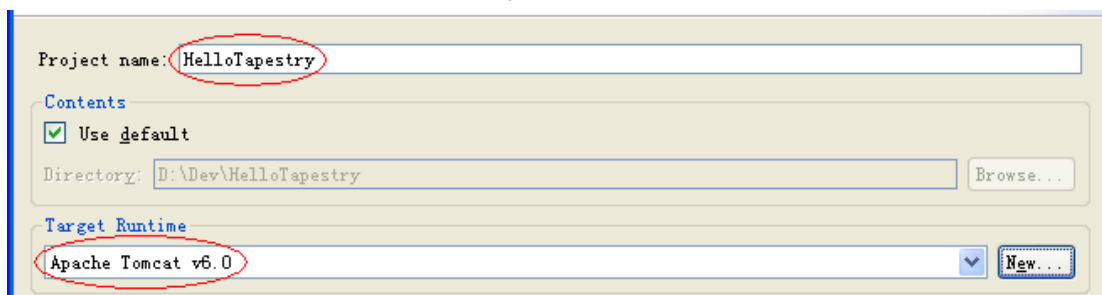 Project name: HelloTapestry
Contents
Use default
Directory: D:\Dev\HelloTapestry Browse...
Target Runtime
Apache Tomcat v6.0 New...